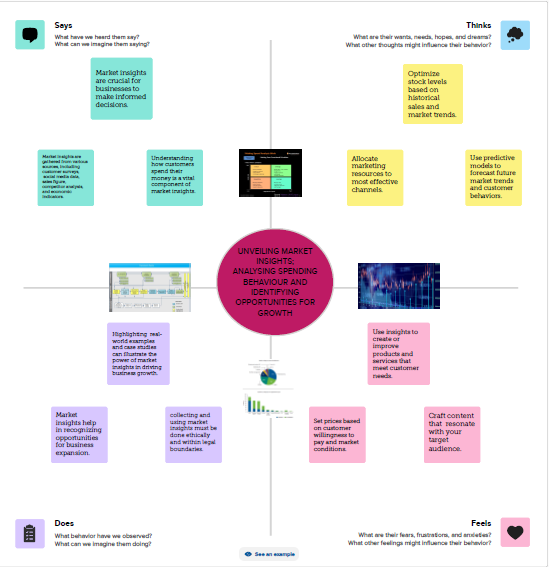 Says
What have we heard them say?
What can we imagine them saying?
Thinks
What are their wants, needs, hopes, and dreams?
What other thoughts might influence their behavior?
Market insights
are crucial for
businesses to
make informed
decisions.
Optimize
stock levels
based on
historical
sales and
market trends.
Market insights are
gathered from various
sources, including
customer surveys,
social media data,
sales figure,
competitor analysis,
and economic
indicators.
Understanding
how customers
spend their
money is a vital
component of
market insights.
Allocate
marketing
resources to
most effective
channels.
Use predictive
models to
forecast future
market trends
and customer
behaviors.
UNVEILING MARKET
INSIGHTS;
ANALYSING SPENDING
BEHAVIOUR AND
IDENTIFYING
OPPORTUNITIES FOR
GROWTH
Highlighting real-
world examples
and case studies
can illustrate the
power of market
insights in driving
business growth.
Use insights to
create or
improve
products and
services that
meet customer
needs.
Market
insights help
in recognizing
opportunities
for business
expansion.
collecting and
using market
insights must be
done ethically
and within legal
boundaries.
Set prices based
on customer
willingness to
pay and market
conditions.
Craft content
that resonate
with your
target
audience.
Does
What behavior have we observed?
What can we imagine them doing?
Feels
What are their fears, frustrations, and anxieties?
What other feelings might influence their behavior?
See an example